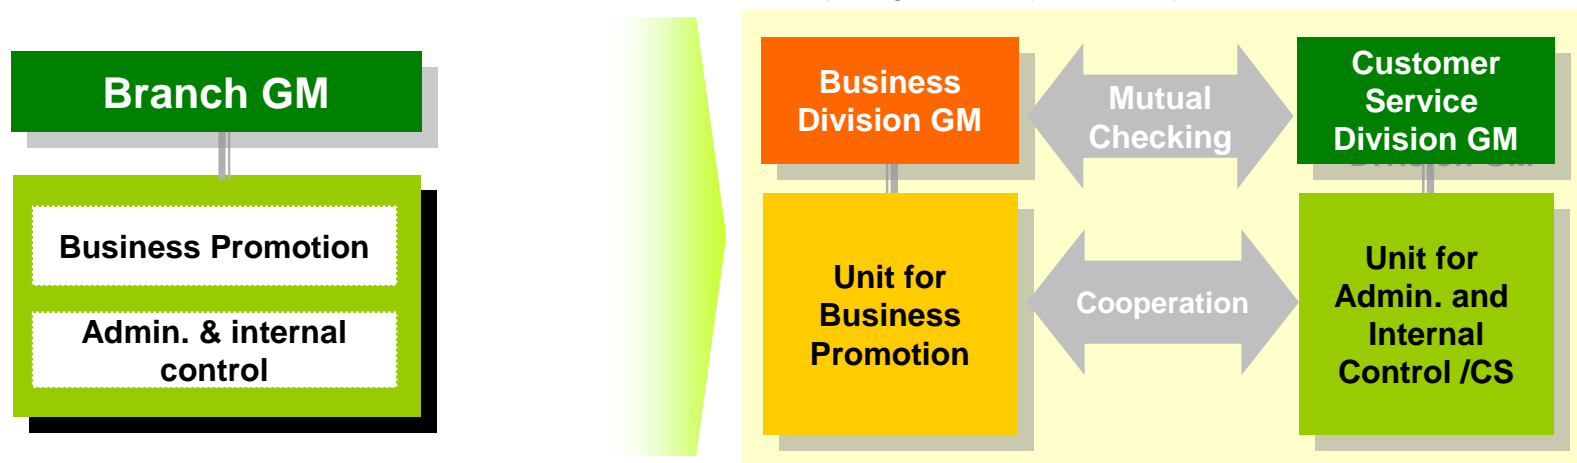 Branch GM
Business Promotion
Admin. & internal
control
Business
Division GM
Mutual
Checking
Customer
Service
Division GM
Unit for
Business
Promotion
Cooperation
Unit for
Admin. and
Internal
Control /CS